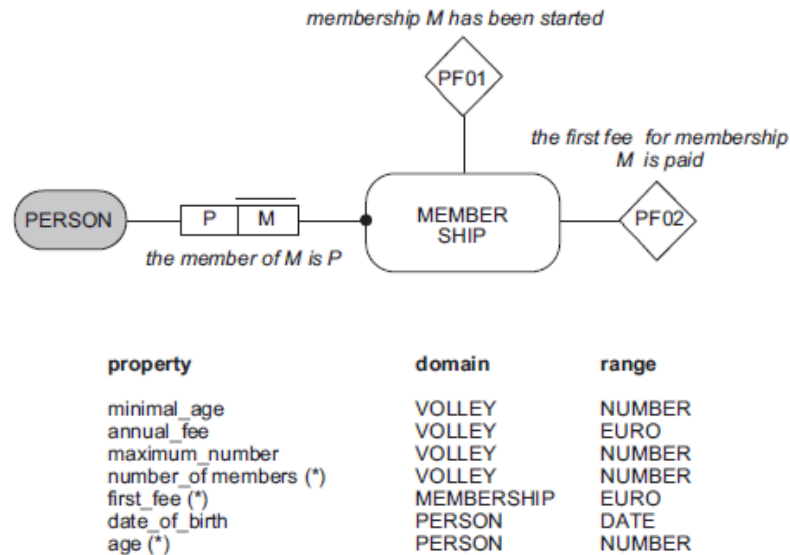 membership M has been started
PF01
the first fee for membership
M is paid
PERSON P M MEMBER
SHIP PF02
the member of M is P
property domain range
minimal_age VOLLEY NUMBER
annual_fee VOLLEY EURO
maximum_number VOLLEY NUMBER
number_of members (*) VOLLEY NUMBER
first_fee (*) MEMBERSHIP EURO
date_of_birth PERSON DATE
age (*) PERSON NUMBER